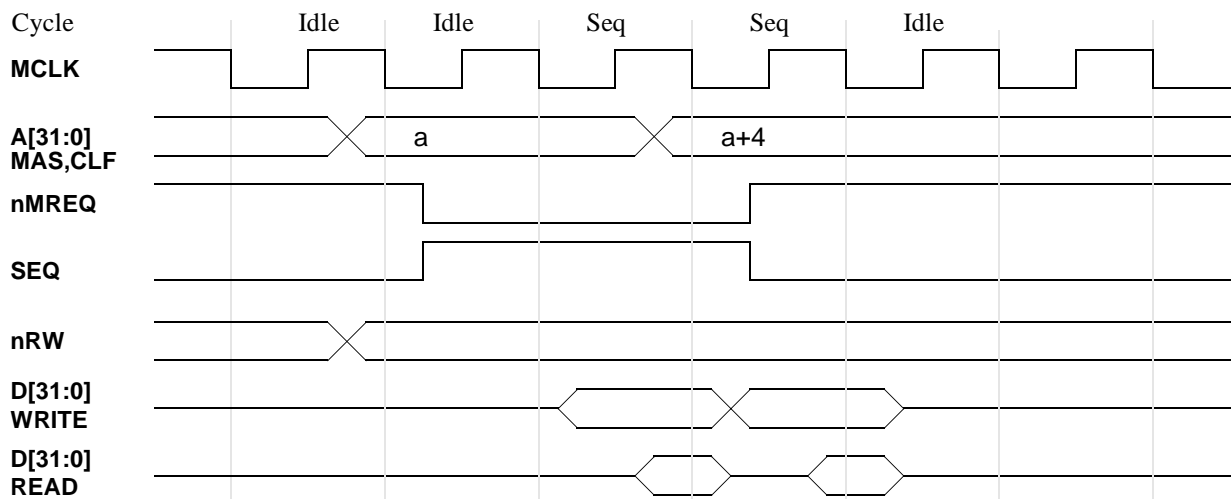 Cycle Idle Idle Seq Seq Idle
MCLK
A[31:0] a a+4
MAS,CLF
nMREQ
SEQ
nRW
D[31:0]
WRITE
D[31:0]
READ